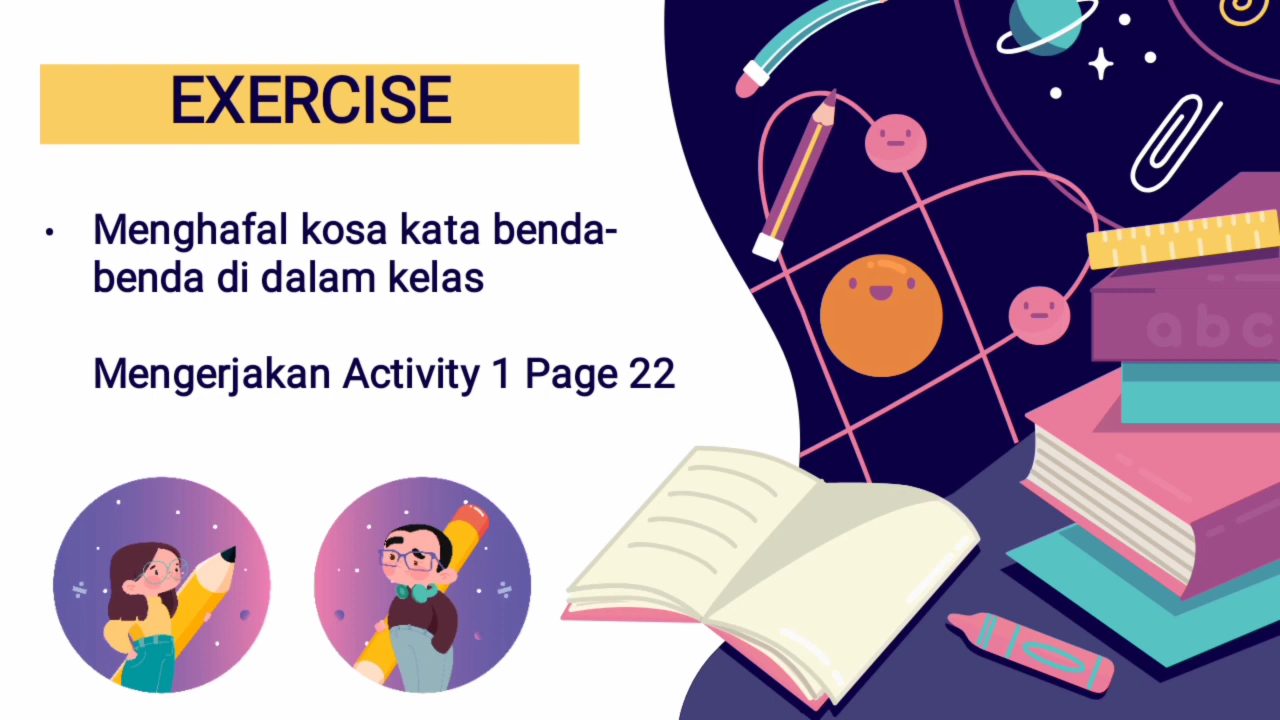 EXERCISE
• Menghafal kosa kata benda-
benda di dalam kelas
Mengerjakan Activity 1 Page 22
abc